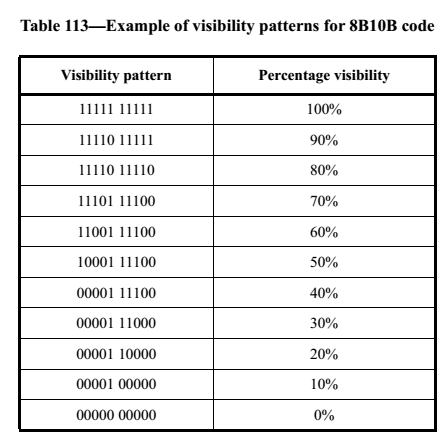 Table 113—Example of visibility patterns for 8B10B code
Visibility pattern Percentage visibility
11111 11111 100%
11110 11111 90%
11110 11110 80%
11101 11100 70%
11001 11100 60%
10001 11100 50%
00001 11100 40%
00001 11000 30%
00001 10000 20%
00001 00000 10%
00000 00000 0%